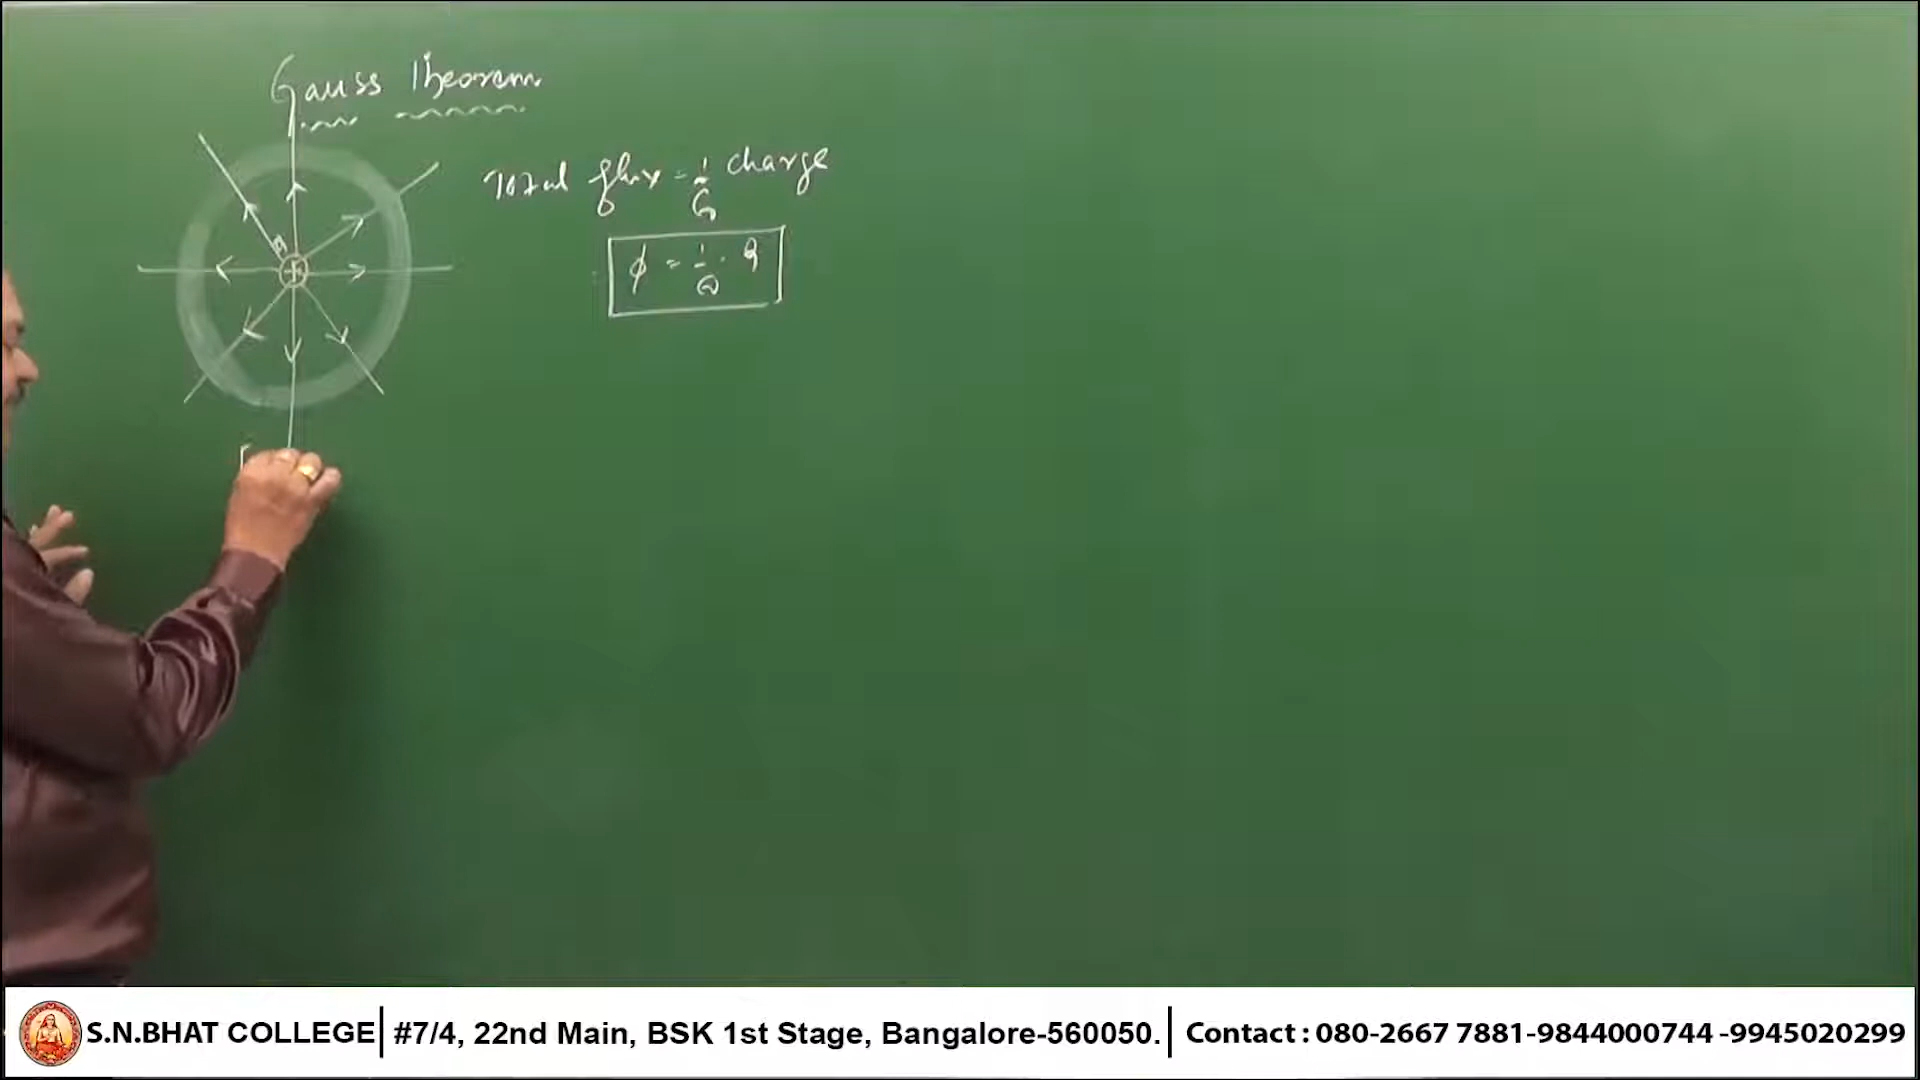 Gauss Theorem
Total flux = 1/ε₀ charge
φ = 1/ε₀ . q
q
+
S.N.BHAT COLLEGE | #7/4, 22nd Main, BSK 1st Stage, Bangalore-560050. | Contact : 080-2667 7881-9844000744 -9945020299